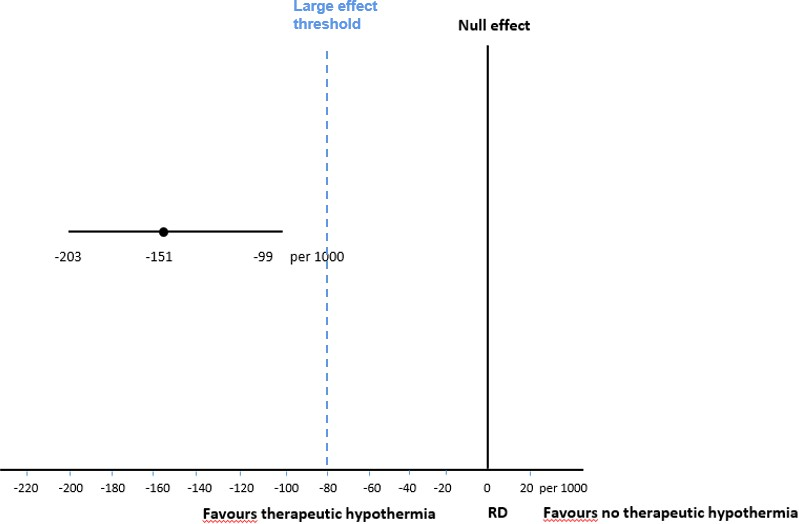 Large effect
threshold
Null effect
-203 -151 -99 per 1000
-220 -200 -180 -160 -140 -120 -100 -80 -60 -40 -20 0 20 per 1000
Favours therapeutic hypothermia RD Favours no therapeutic hypothermia